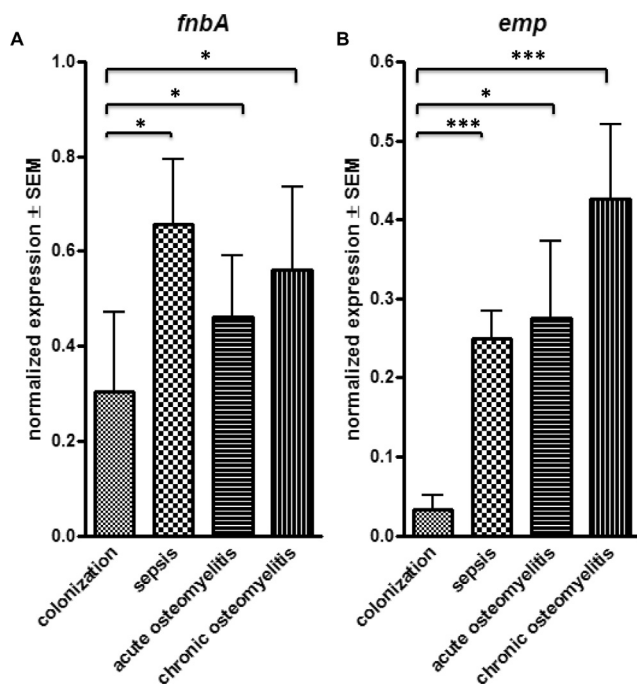 A
fnbA
normalized expression ± SEM
1.0
0.8
0.6
0.4
0.2
0.0
*
*
*
colonization
sepsis
acute osteomyelitis
chronic osteomyelitis
B
emp
normalized expression ± SEM
0.6
0.5
0.4
0.3
0.2
0.1
0.0
***
*
***
colonization
sepsis
acute osteomyelitis
chronic osteomyelitis